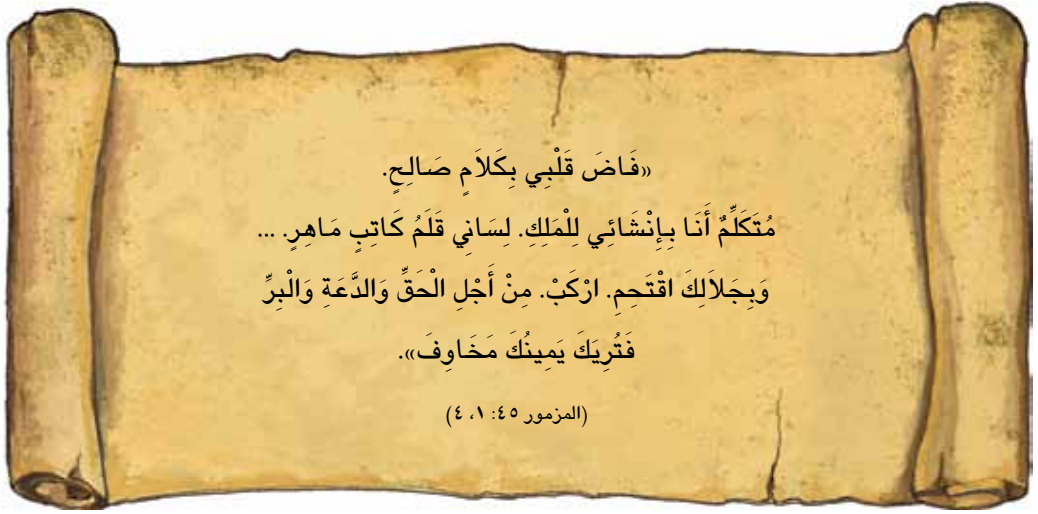 «فَاضَ قَلْبِي بِكَلاَمٍ صَالِحٍ.
مُتَكَلِّمٌ أَنَا بِإِنْشَائِي لِلْمَلِكِ. لِسَانِي قَلَمُ كَاتِبٍ مَاهِرٍ. ...
وَبِجَلاَلِكَ اقْتَحِمِ. ارْكَبْ. مِنْ أَجْلِ الْحَقِّ وَالدَّعَةِ وَالْبِرِّ
فَتُرِيَكَ يَمِينُكَ مَخَاوِفَ».
(المزمور ٤٥: ١، ٤)